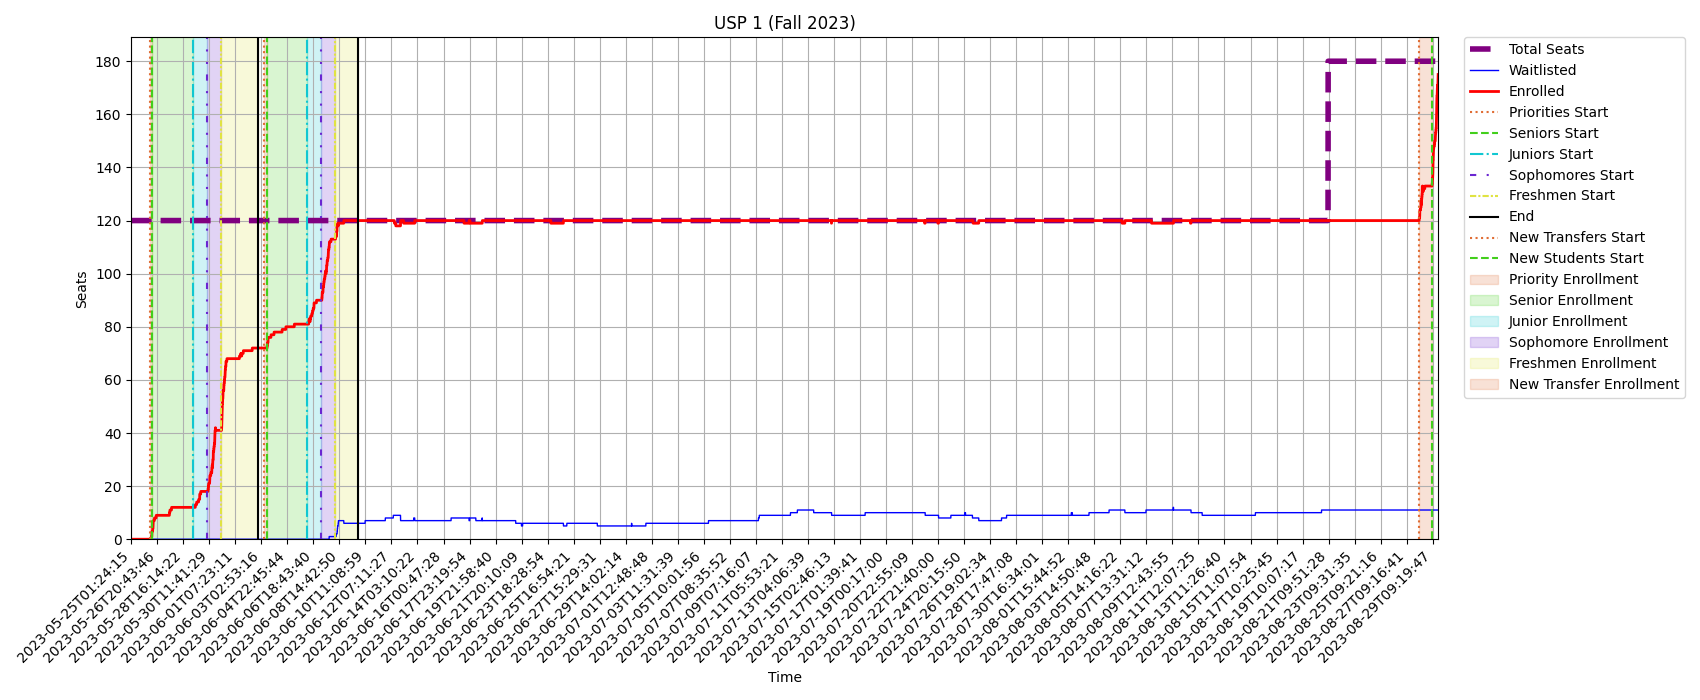 USP 1 (Fall 2023)
Seats
180
160
140
120
100
80
60
40
20
0
2023-05-25T01:24:15
2023-05-26T20:43:46
2023-05-28T16:14:22
2023-05-30T11:41:29
2023-06-01T07:23:11
2023-06-03T02:53:16
2023-06-04T22:45:44
2023-06-06T18:43:40
2023-06-08T14:42:50
2023-06-10T11:08:59
2023-06-12T07:11:27
2023-06-14T03:10:22
2023-06-16T00:47:28
2023-06-17T23:19:54
2023-06-19T21:58:40
2023-06-21T20:10:09
2023-06-23T18:28:54
2023-06-25T16:54:21
2023-06-27T15:29:31
2023-06-29T14:02:14
2023-07-01T12:48:48
2023-07-03T11:31:39
2023-07-05T10:01:56
2023-07-07T08:35:52
2023-07-09T07:16:07
2023-07-11T05:53:21
2023-07-13T04:06:39
2023-07-15T02:46:13
2023-07-17T01:39:41
2023-07-19T00:17:00
2023-07-20T22:55:09
2023-07-22T21:40:00
2023-07-24T20:15:50
2023-07-26T19:02:34
2023-07-28T17:47:08
2023-07-30T16:34:01
2023-08-01T15:44:52
2023-08-03T14:50:48
2023-08-05T14:16:22
2023-08-07T13:31:12
2023-08-09T12:43:55
2023-08-11T12:07:25
2023-08-13T11:26:40
2023-08-15T11:07:54
2023-08-17T10:25:45
2023-08-19T10:07:17
2023-08-21T09:51:28
2023-08-23T09:31:35
2023-08-25T09:21:16
2023-08-27T09:16:41
2023-08-29T09:19:47
Time
Total Seats
Waitlisted
Enrolled
Priorities Start
Seniors Start
Juniors Start
Sophomores Start
Freshmen Start
End
New Transfers Start
New Students Start
Priority Enrollment
Senior Enrollment
Junior Enrollment
Sophomore Enrollment
Freshmen Enrollment
New Transfer Enrollment